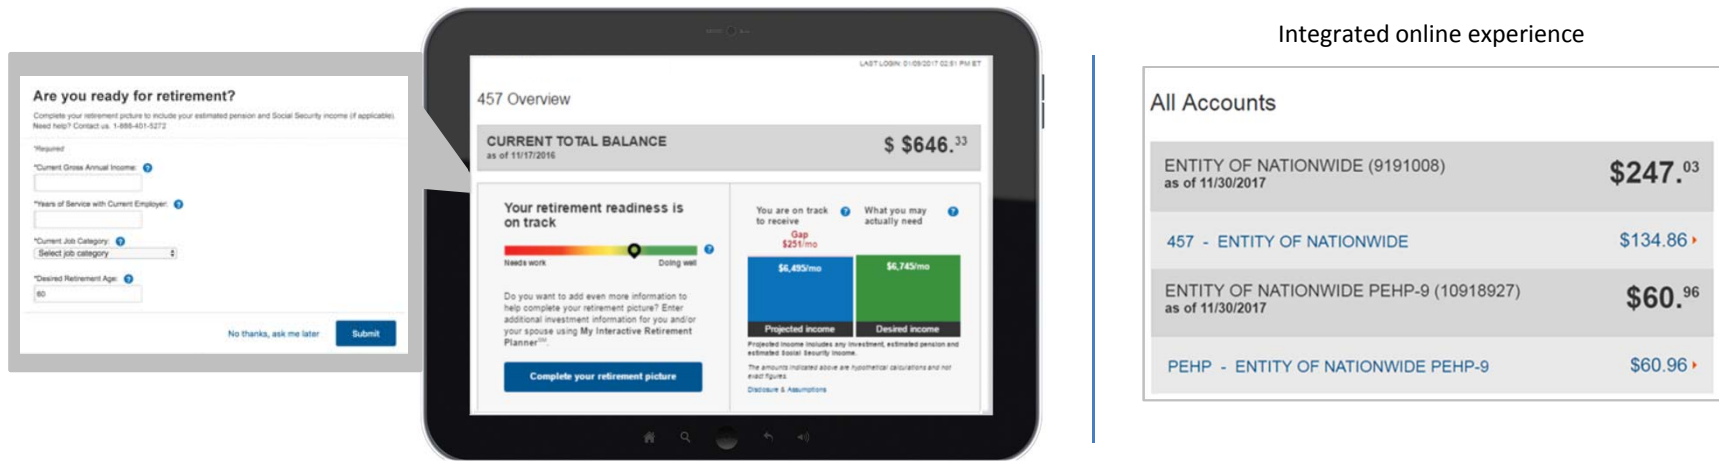 Are you ready for retirement?
Complete your retirement picture to include your estimated pension and Social Security income (if applicable).
Need help? Contact us. 1-888-401-5272
*Required
*Current Gross Annual Income: ?
*Years of Service with Current Employer: ?
*Current Job Category: ?
Select job category
*Desired Retirement Age: ?
60
No thanks, ask me later
Submit
LAST LOGIN: 01/09/2017 02:51 PM ET
457 Overview
CURRENT TOTAL BALANCE
as of 11/17/2016
$ $646.33
Your retirement readiness is
on track
Needs work
Doing well
?
Do you want to add even more information to
help complete your retirement picture? Enter
additional investment information for you and/or
your spouse using My Interactive Retirement
Planner℠.
Complete your retirement picture
You are on track ?
to receive
What you may ?
actually need
Gap
$251/mo
$6,495/mo
$6,745/mo
Projected income
Desired income
Projected Income includes any investment, estimated pension and
estimated Social Security Income.
The amounts indicated above are hypothetical calculations and not
exact figures.
Disclosure & Assumptions
Integrated online experience
All Accounts
ENTITY OF NATIONWIDE (9191008)
as of 11/30/2017
$247.03
457 - ENTITY OF NATIONWIDE
$134.86
ENTITY OF NATIONWIDE PEHP-9 (10918927)
as of 11/30/2017
$60.96
PEHP - ENTITY OF NATIONWIDE PEHP-9
$60.96